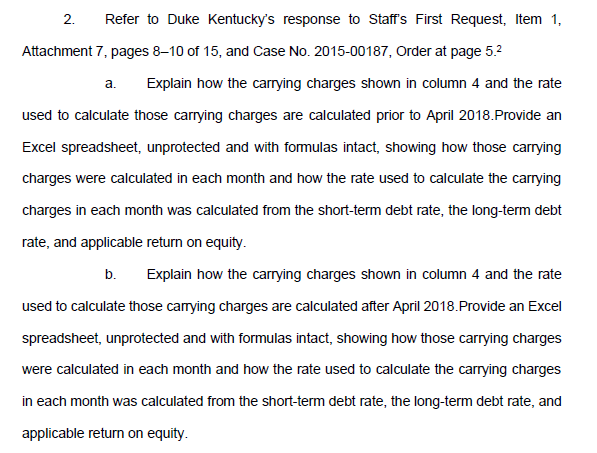 2. Refer to Duke Kentucky's response to Staff's First Request, Item 1,
Attachment 7, pages 8–10 of 15, and Case No. 2015-00187, Order at page 5.²
a. Explain how the carrying charges shown in column 4 and the rate
used to calculate those carrying charges are calculated prior to April 2018.Provide an
Excel spreadsheet, unprotected and with formulas intact, showing how those carrying
charges were calculated in each month and how the rate used to calculate the carrying
charges in each month was calculated from the short-term debt rate, the long-term debt
rate, and applicable return on equity.
b. Explain how the carrying charges shown in column 4 and the rate
used to calculate those carrying charges are calculated after April 2018.Provide an Excel
spreadsheet, unprotected and with formulas intact, showing how those carrying charges
were calculated in each month and how the rate used to calculate the carrying charges
in each month was calculated from the short-term debt rate, the long-term debt rate, and
applicable return on equity.